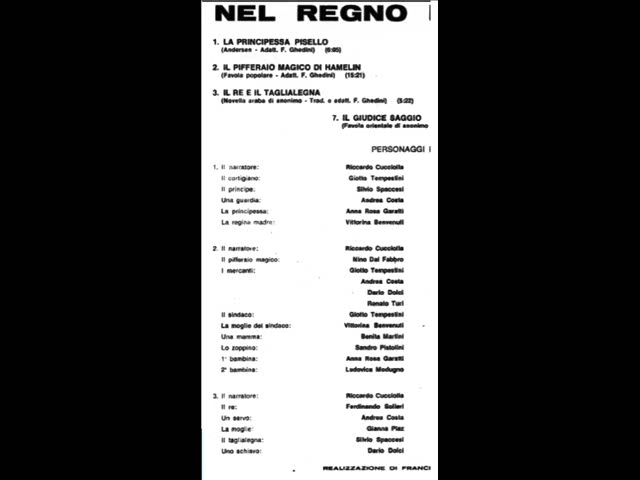 NEL REGNO
1. LA PRINCIPESSA PISELLO
(Andersen - Adatt. F. Ghedini) (6:05)
2. IL PIFFERAIO MAGICO DI HAMELIN
(Favola popolare - Adatt. F. Ghedini) (15:21)
3. IL RE E IL TAGLIALEGNA
(Novella araba di anonimo - Trad. e adatt. F. Ghedini) (5:22)
7. IL GIUDICE SAGGIO
(Favola orientale di anonimo
PERSONAGGI
1. Il narratore: Riccardo Cucciolla
Il cortigiano: Giotto Tempestini
Il principe: Silvio Spaccesi
Una guardia: Andrea Costa
La principessa: Anna Rosa Garatti
La regina madre: Vittorina Benvenuti
2. Il narratore: Riccardo Cucciolla
Il pifferaio magico: Nino Dal Fabbro
I mercanti: Giotto Tempestini
Andrea Costa
Dario Dolci
Renato Turi
Il sindaco: Giotto Tempestini
La moglie del sindaco: Vittorina Benvenuti
Una mamma: Benita Martini
Lo zoppino: Sandro Pistolini
1ª bambina: Anna Rosa Garatti
2ª bambina: Ludovica Modugno
3. Il narratore: Riccardo Cucciolla
Il re: Ferdinando Solieri
Un servo: Andrea Costa
La moglie: Gianna Piaz
Il taglialegna: Silvio Spaccesi
Uno schiavo: Dario Dolci
REALIZZAZIONE DI FRANCI